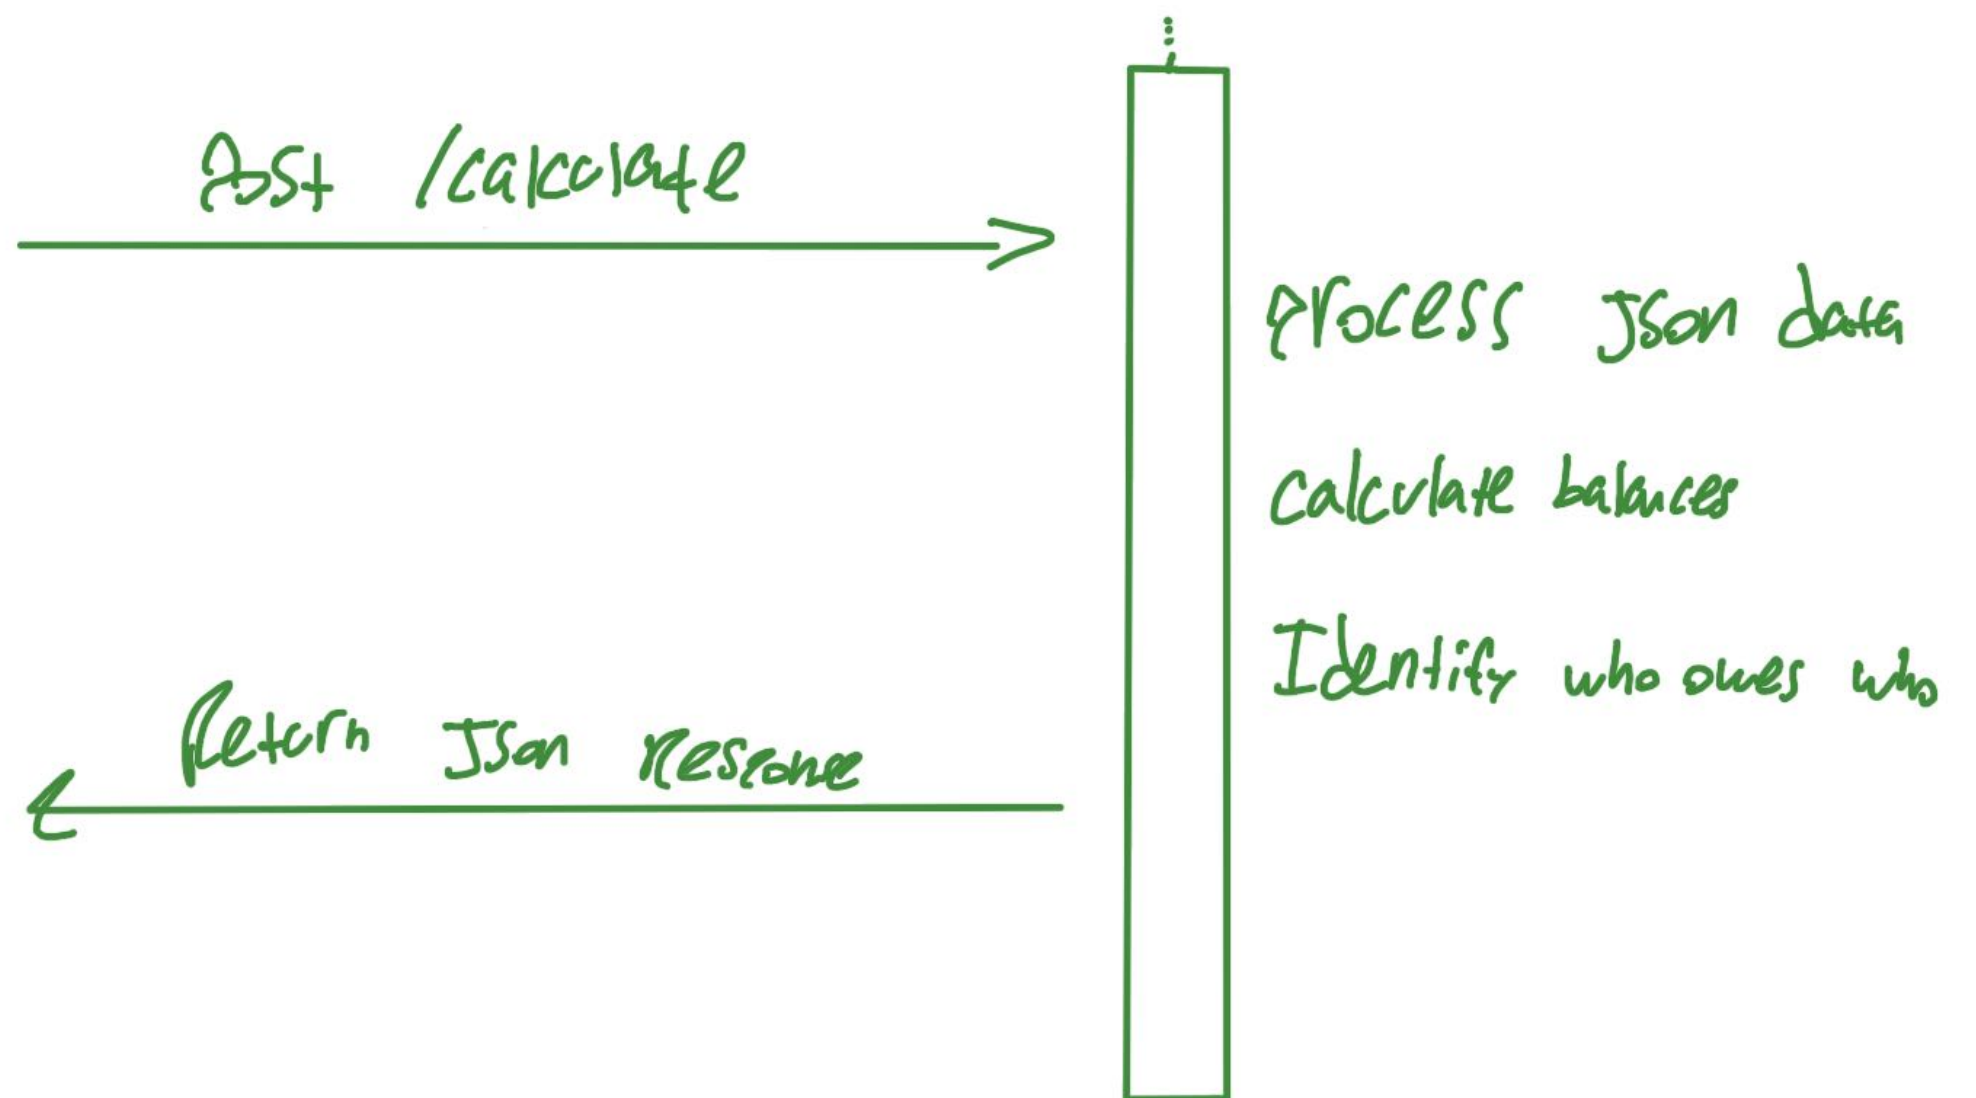 Post /calculate
process Json data
calculate balances
Identify who owes who
Return Json Response